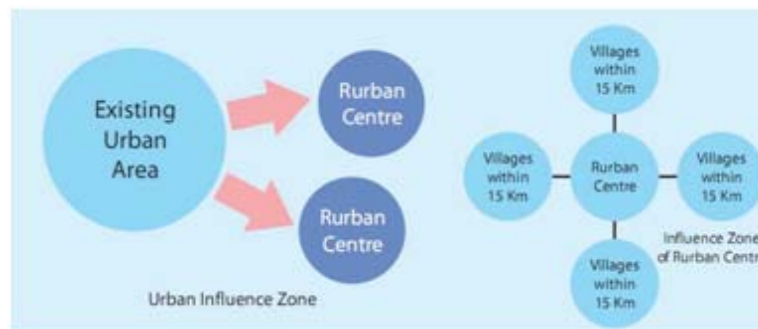 Existing
Urban
Area
Rurban
Centre
Rurban
Centre
Urban Influence Zone
Villages
within
15 Km
Villages
within
15 Km
Rurban
Centre
Villages
within
15 Km
Influence Zone
of Rurban Centr
Villages
within
15 Km